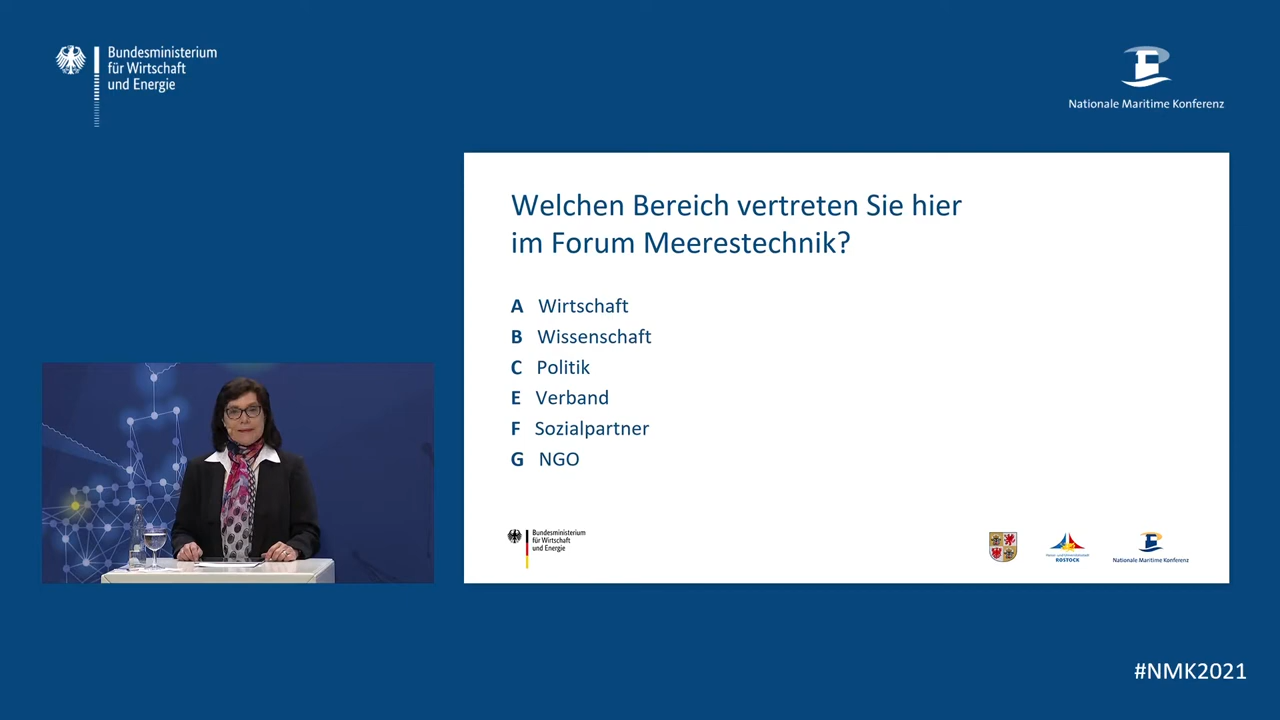 Bundesministerium
für Wirtschaft
und Energie
Nationale Maritime Konferenz
Welchen Bereich vertreten Sie hier
im Forum Meerestechnik?
A Wirtschaft
B Wissenschaft
C Politik
E Verband
F Sozialpartner
G NGO
Bundesministerium
für Wirtschaft
und Energie
ROSTOCK
Nationale Maritime Konferenz
#NMK2021